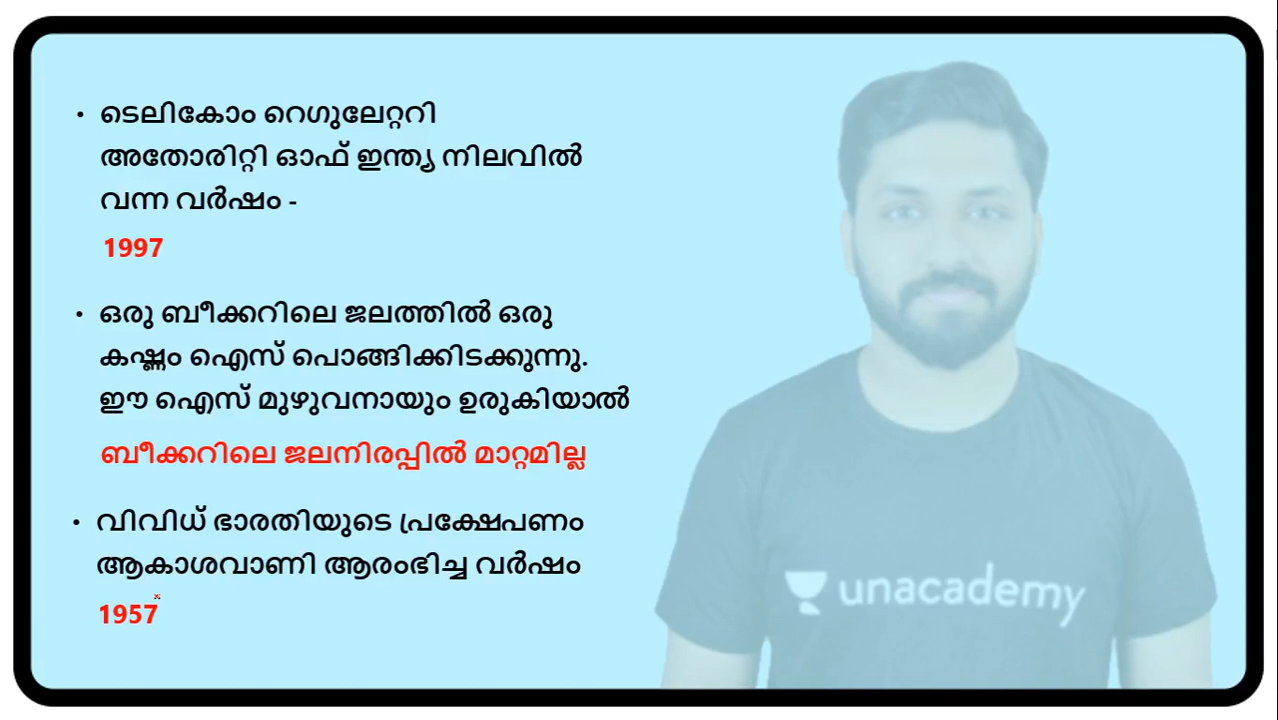 • ടെലികോം റെഗുലേറ്ററി
അതോരിറ്റി ഓഫ് ഇന്ത്യ നിലവിൽ
വന്ന വർഷം -
1997
• ഒരു ബീക്കറിലെ ജലത്തിൽ ഒരു
കഷ്ണം ഐസ് പൊങ്ങിക്കിടക്കുന്നു.
ഈ ഐസ് മുഴുവനായും ഉരുകിയാൽ
ബീക്കറിലെ ജലനിരപ്പിൽ മാറ്റമില്ല
• വിവിധ് ഭാരതിയുടെ പ്രക്ഷേപണം
ആകാശവാണി ആരംഭിച്ച വർഷം
1957
unacademy